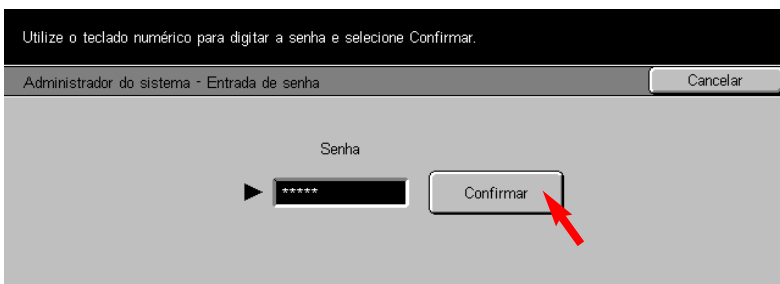 Utilize o teclado numérico para digitar a senha e selecione Confirmar.
Administrador do sistema - Entrada de senha
Cancelar
Senha
*****
Confirmar